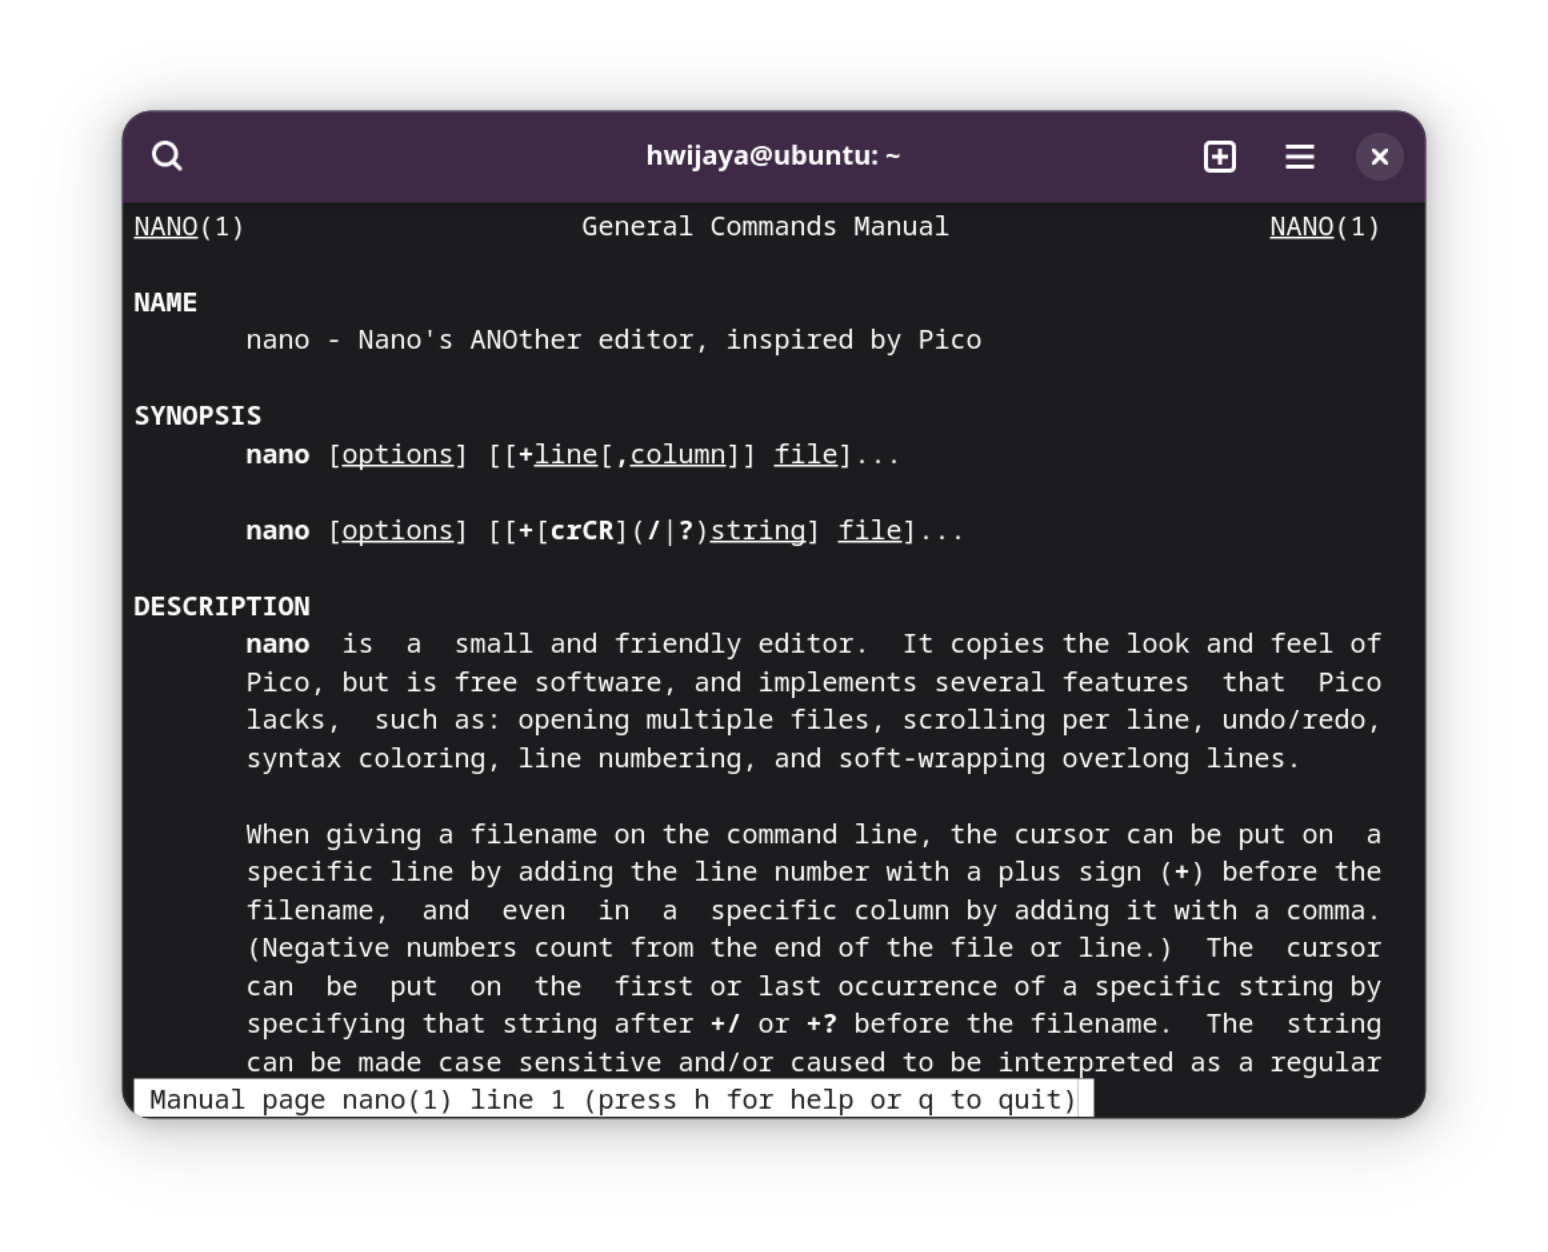 hwijaya@ubuntu: ~
NANO(1) General Commands Manual NANO(1)
NAME
nano - Nano's ANOther editor, inspired by Pico
SYNOPSIS
nano [options] [[+line[,column]] file]...
nano [options] [[+[crCR](/|?)string] file]...
DESCRIPTION
nano is a small and friendly editor. It copies the look and feel of
Pico, but is free software, and implements several features that Pico
lacks, such as: opening multiple files, scrolling per line, undo/redo,
syntax coloring, line numbering, and soft-wrapping overlong lines.
When giving a filename on the command line, the cursor can be put on a
specific line by adding the line number with a plus sign (+) before the
filename, and even in a specific column by adding it with a comma.
(Negative numbers count from the end of the file or line.) The cursor
can be put on the first or last occurrence of a specific string by
specifying that string after +/ or +? before the filename. The string
can be made case sensitive and/or caused to be interpreted as a regular
Manual page nano(1) line 1 (press h for help or q to quit)